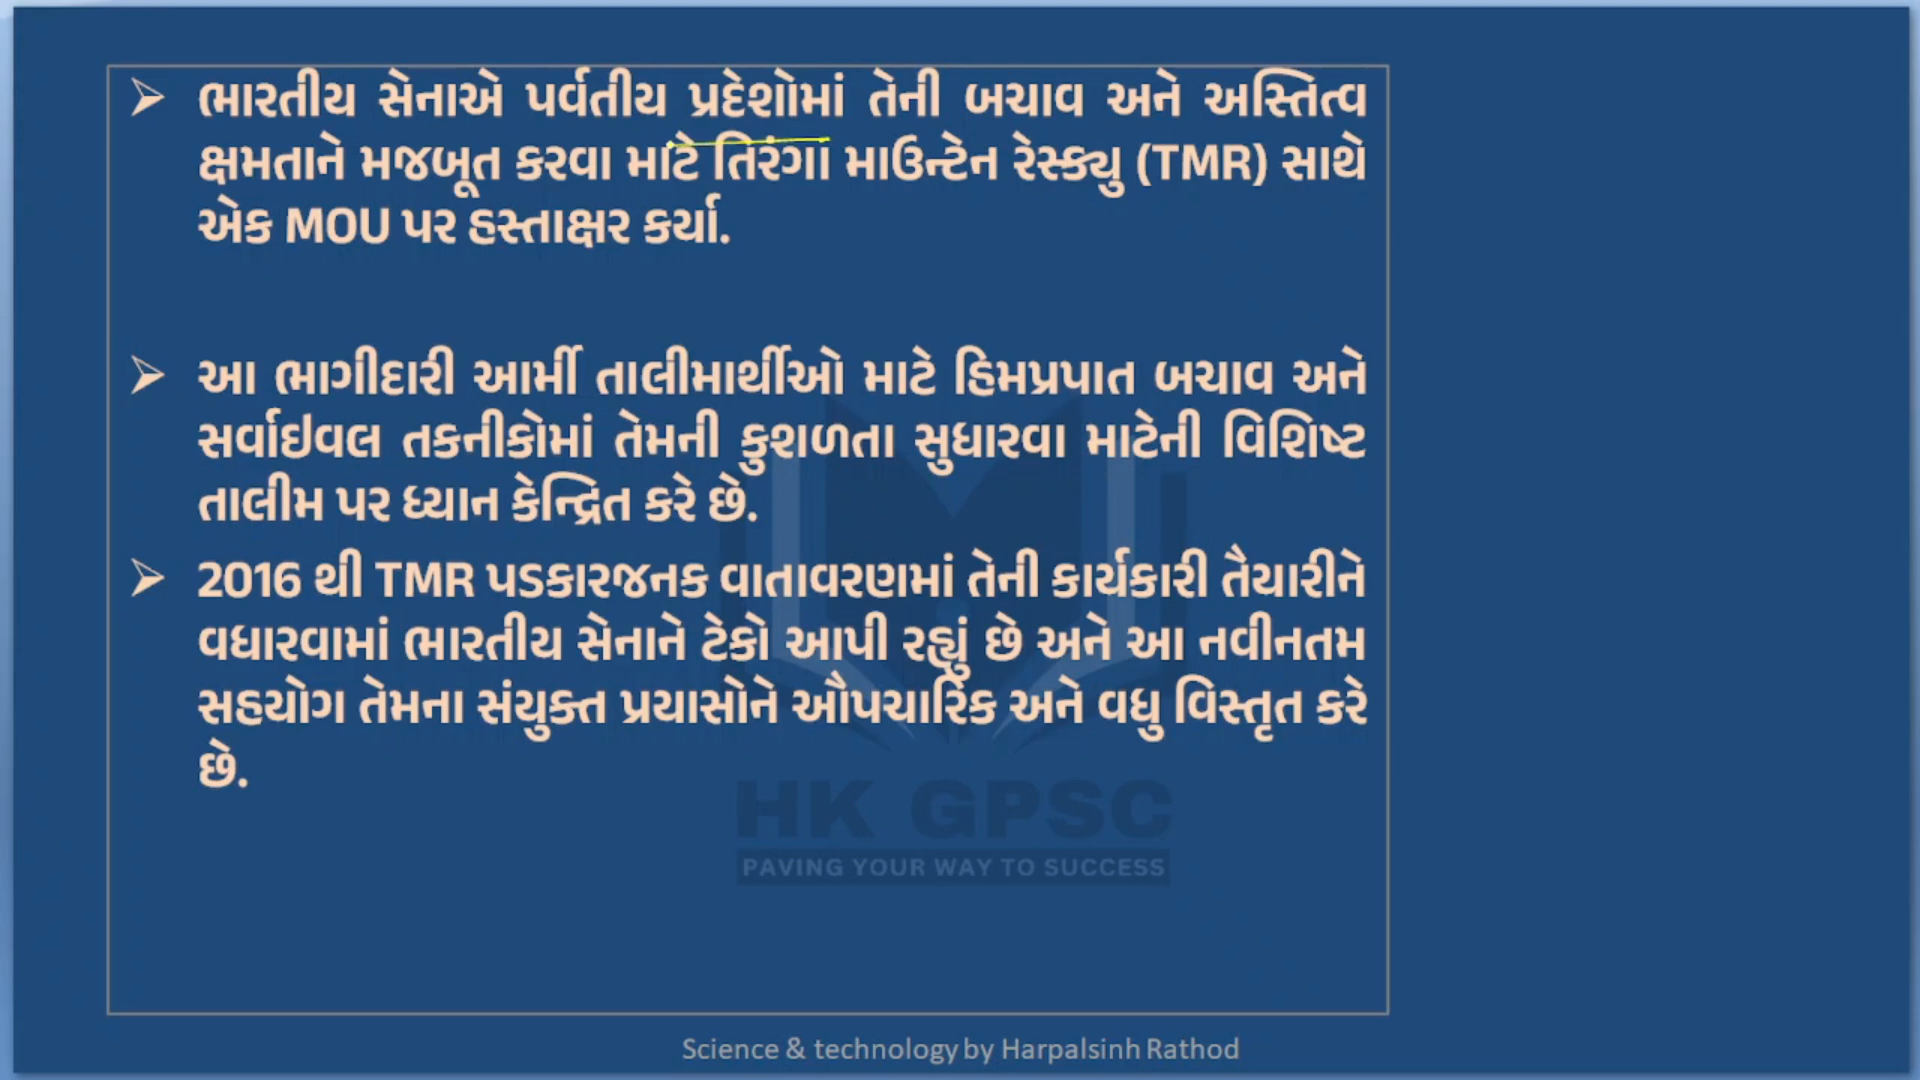 ➢ ભારતીય સેનાએ પર્વતીય પ્રદેશોમાં તેની બચાવ અને અસ્તિત્વ
ક્ષમતાને મજબૂત કરવા માટે તિરંગા માઉન્ટેન રેસ્ક્યુ (TMR) સાથે
એક MOU પર હસ્તાક્ષર કર્યા.
➢ આ ભાગીદારી આર્મી તાલીમાર્થીઓ માટે હિમપ્રપાત બચાવ અને
સર્વાઇવલ તકનીકોમાં તેમની કુશળતા સુધારવા માટેની વિશિષ્ટ
તાલીમ પર ધ્યાન કેન્દ્રિત કરે છે.
➢ 2016 થી TMR પડકારજનક વાતાવરણમાં તેની કાર્યકારી તૈયારીને
વધારવામાં ભારતીય સેનાને ટેકો આપી રહ્યું છે અને આ નવીનતમ
સહયોગ તેમના સંયુક્ત પ્રયાસોને ઔપચારિક અને વધુ વિસ્તૃત કરે
છે.
HK GPSC
PAVING YOUR WAY TO SUCCESS
Science & technology by Harpalsinh Rathod